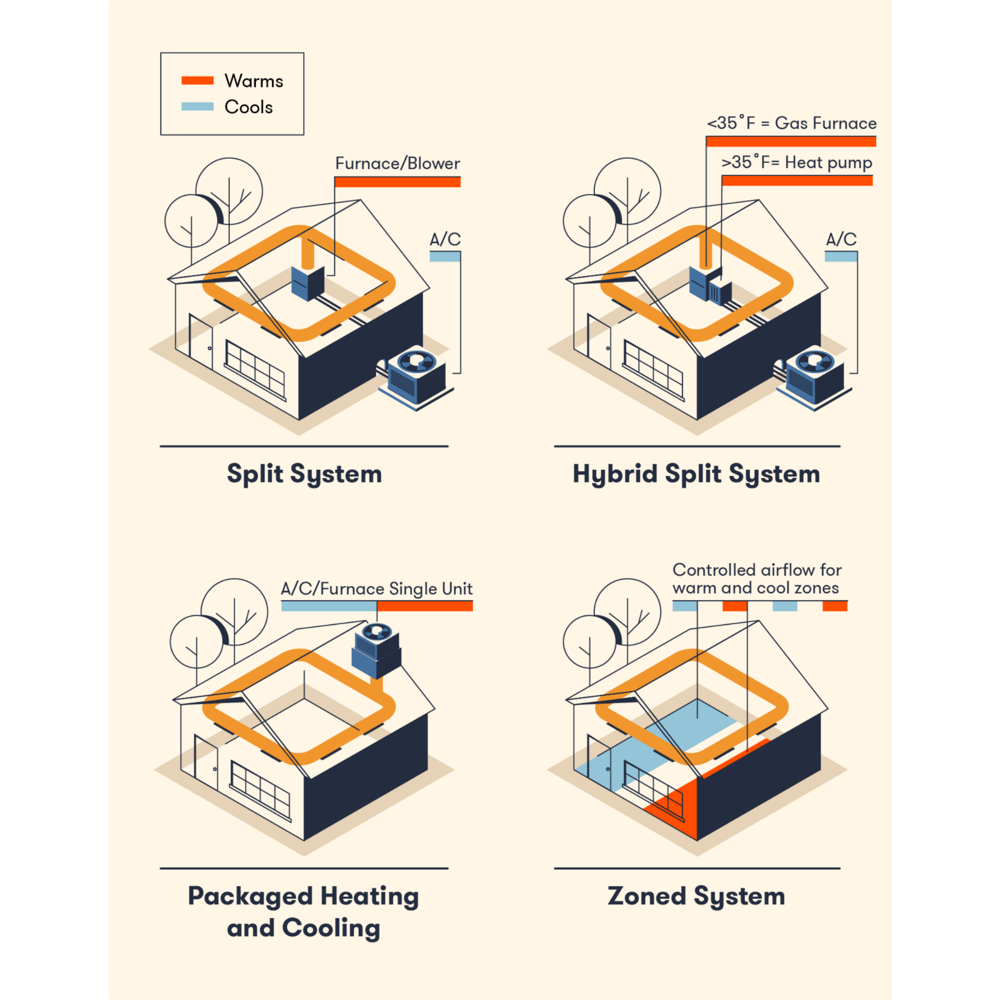 Warms
Cools
Furnace/Blower
A/C
Split System
<35°F = Gas Furnace
>35°F= Heat pump
A/C
Hybrid Split System
A/C/Furnace Single Unit
Packaged Heating
and Cooling
Controlled airflow for
warm and cool zones
Zoned System